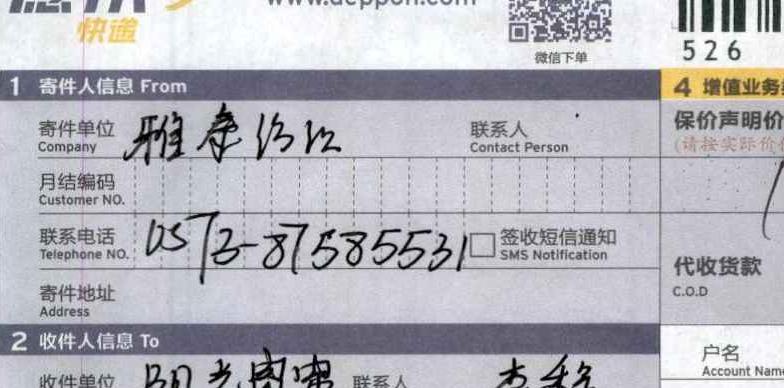 快递
www.deppon.com
微信下单
526
1 寄件人信息 From
4 增值业务
寄件单位 雅泰纺织 联系人
Company Contact Person
保价声明价
(请按实际价
月结编码
Customer NO.
联系电话 0573-87585531 签收短信通知
Telephone NO. SMS Notification
代收货款
C.O.D
寄件地址
Address
2 收件人信息 To
户名
Account Name
收件单位 阳光 联系人